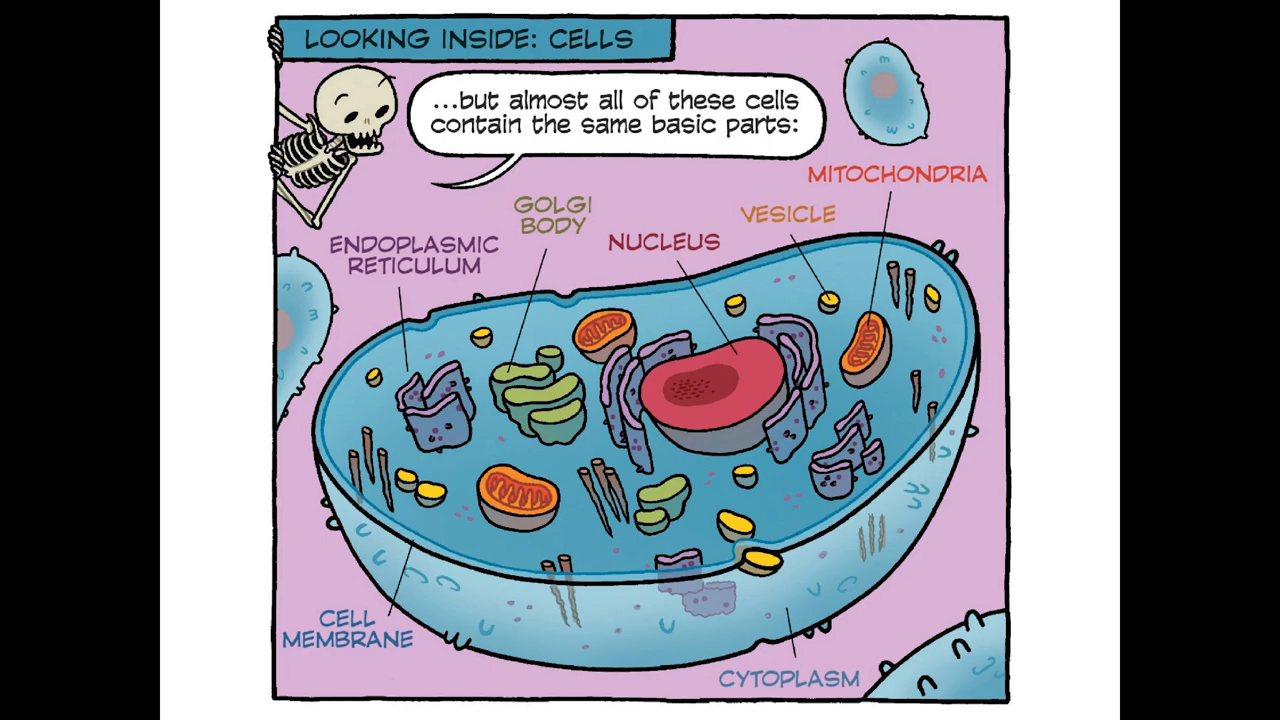 LOOKING INSIDE: CELLS
...but almost all of these cells
contain the same basic parts:
MITOCHONDRIA
VESICLE
GOLGI
BODY
NUCLEUS
ENDOPLASMIC
RETICULUM
CELL
MEMBRANE
CYTOPLASM